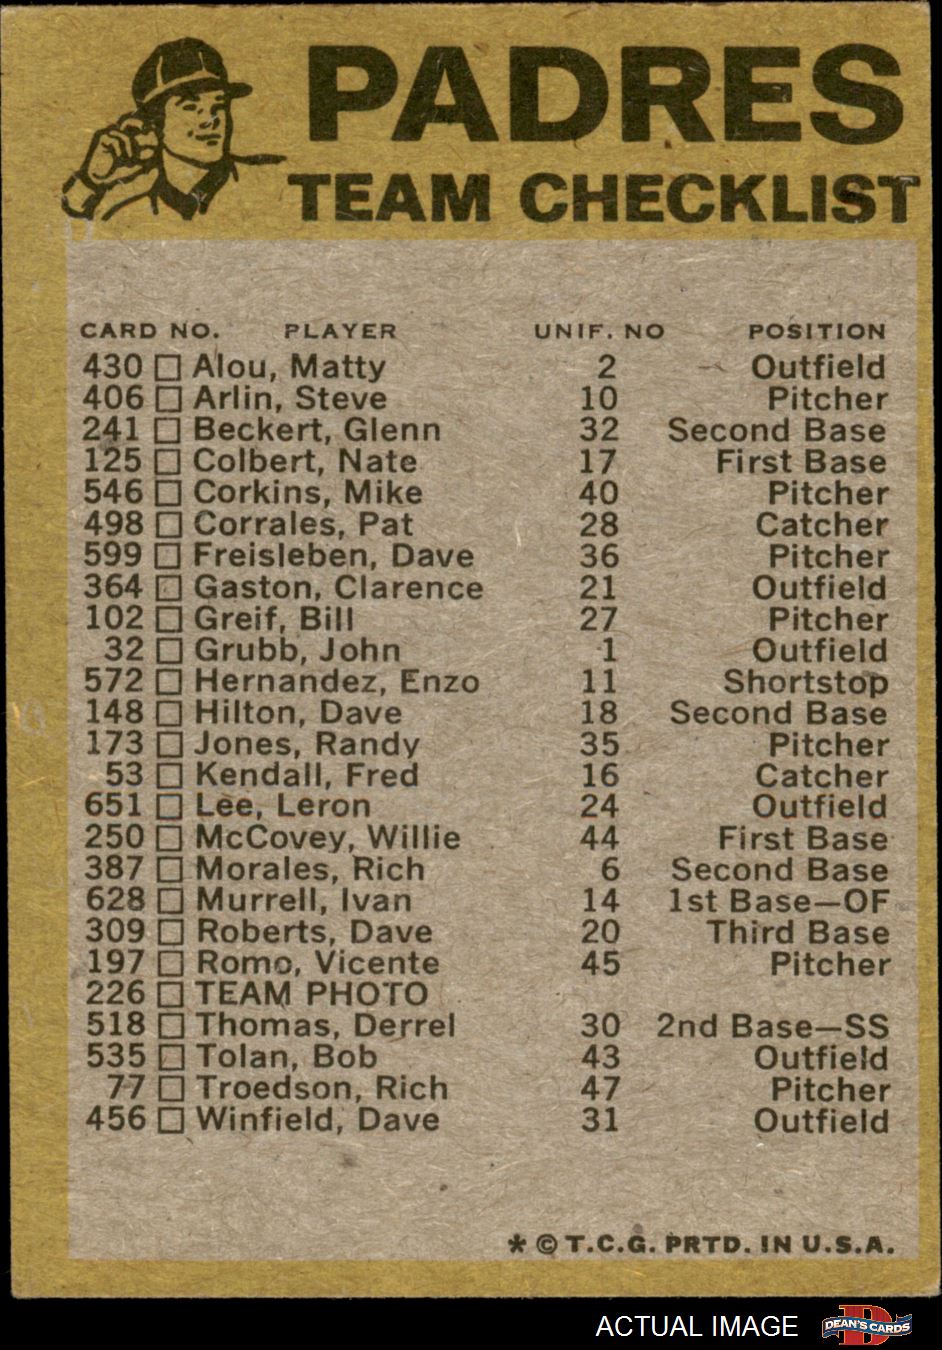 PADRES
TEAM CHECKLIST
CARD NO. PLAYER UNIF. NO POSITION
430 Alou, Matty 2 Outfield
406 Arlin, Steve 10 Pitcher
241 Beckert, Glenn 32 Second Base
125 Colbert, Nate 17 First Base
546 Corkins, Mike 40 Pitcher
498 Corrales, Pat 28 Catcher
599 Freisleben, Dave 36 Pitcher
364 Gaston, Clarence 21 Outfield
102 Greif, Bill 27 Pitcher
32 Grubb, John 1 Outfield
572 Hernandez, Enzo 11 Shortstop
148 Hilton, Dave 18 Second Base
173 Jones, Randy 35 Pitcher
53 Kendall, Fred 16 Catcher
651 Lee, Leron 24 Outfield
250 McCovey, Willie 44 First Base
387 Morales, Rich 6 Second Base
628 Murrell, Ivan 14 1st Base—OF
309 Roberts, Dave 20 Third Base
197 Romo, Vicente 45 Pitcher
226 TEAM PHOTO
518 Thomas, Derrel 30 2nd Base—SS
535 Tolan, Bob 43 Outfield
77 Troedson, Rich 47 Pitcher
456 Winfield, Dave 31 Outfield
* © T.C.G. PRTD. IN U.S.A.
ACTUAL IMAGE D DEAN'S CARDS